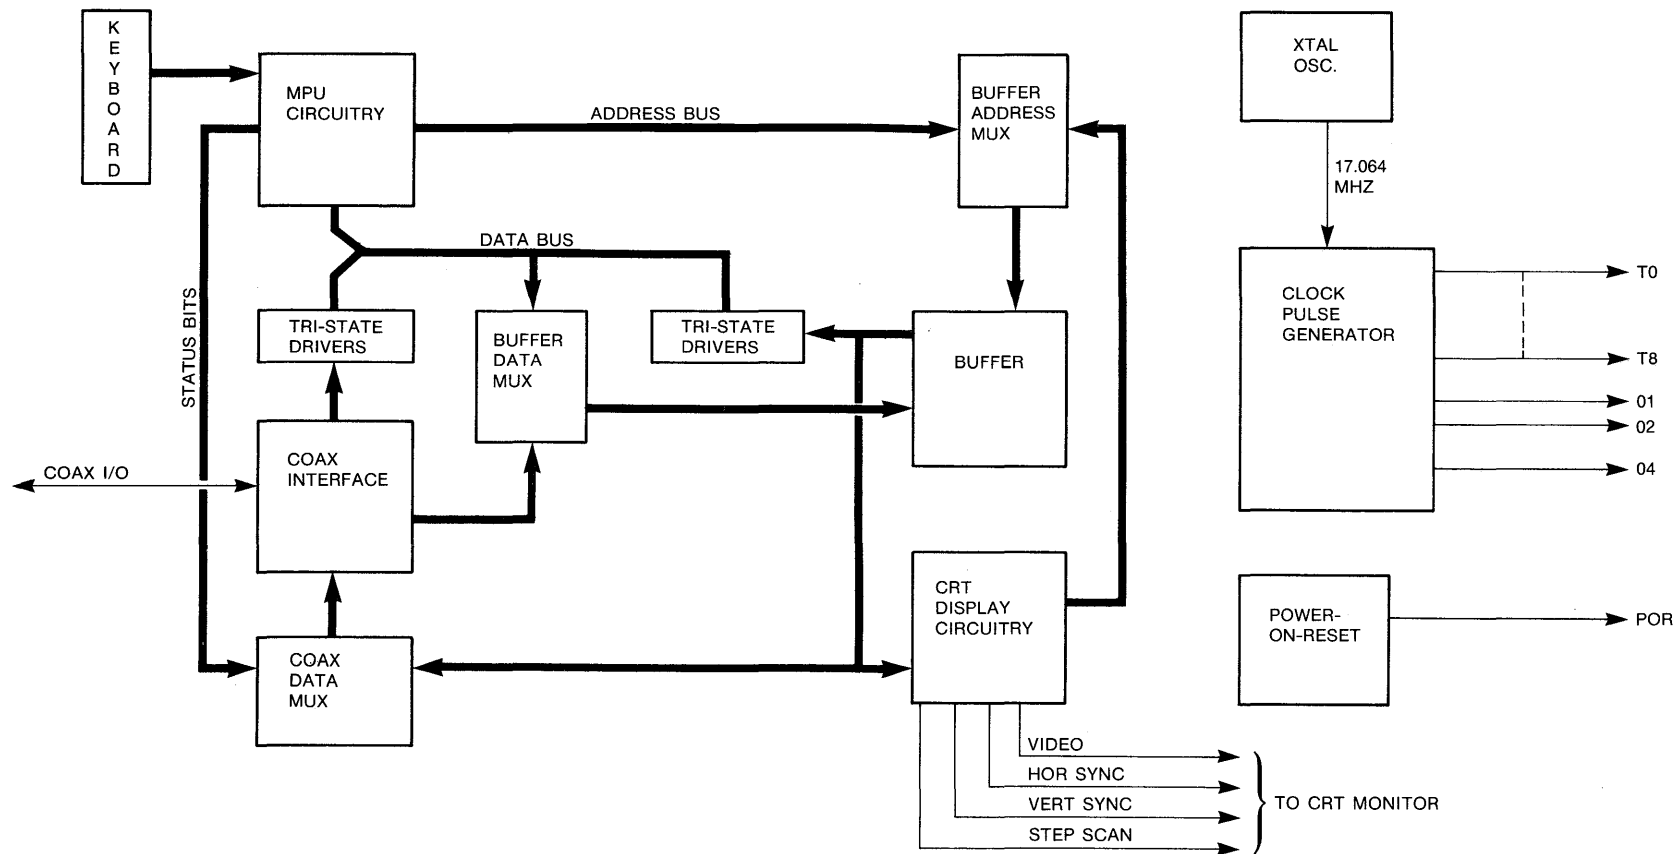 KEYBOARD
MPU
CIRCUITRY
ADDRESS BUS
BUFFER
ADDRESS
MUX
XTAL
OSC.
17.064
MHZ
DATA BUS
STATUS BITS
TRI-STATE
DRIVERS
BUFFER
DATA
MUX
TRI-STATE
DRIVERS
BUFFER
CLOCK
PULSE
GENERATOR
T0
T8
01
02
04
COAX I/O
COAX
INTERFACE
COAX
DATA
MUX
CRT
DISPLAY
CIRCUITRY
POWER-
ON-RESET
POR
VIDEO
HOR SYNC
VERT SYNC
STEP SCAN
TO CRT MONITOR